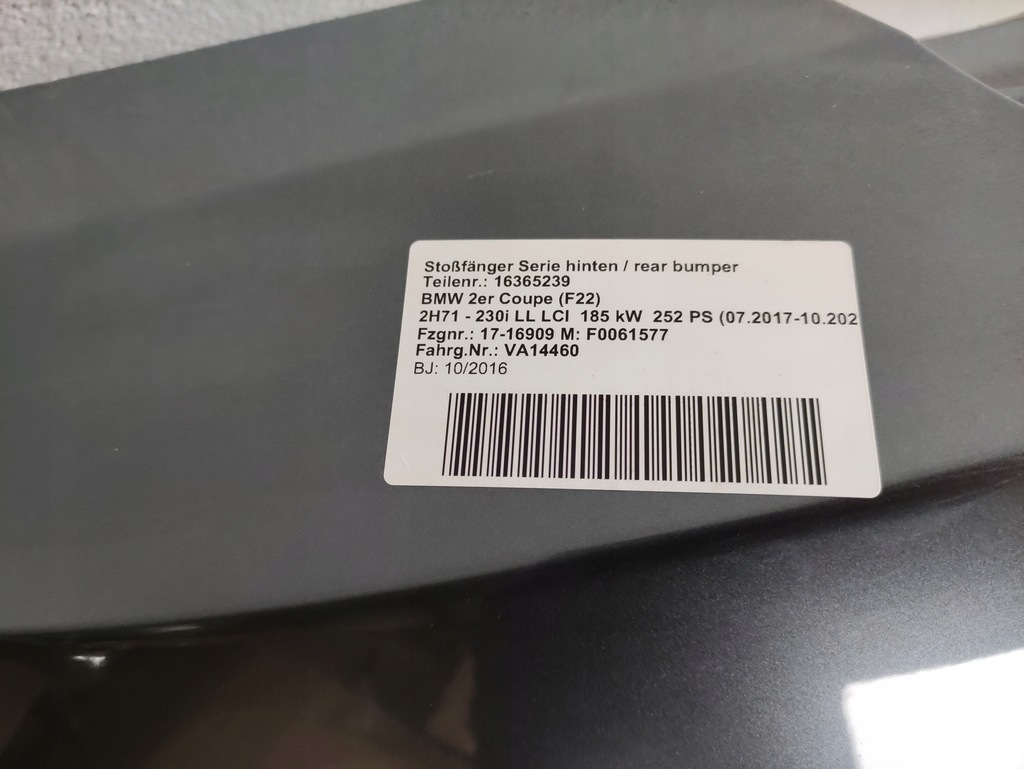 Stoßfänger Serie hinten / rear bumper
Teilenr.: 16365239
BMW 2er Coupe (F22)
2H71 - 230i LL LCI 185 kW 252 PS (07.2017-10.202
Fzgnr.: 17-16909 M: F0061577
Fahrg.Nr.: VA14460
BJ: 10/2016